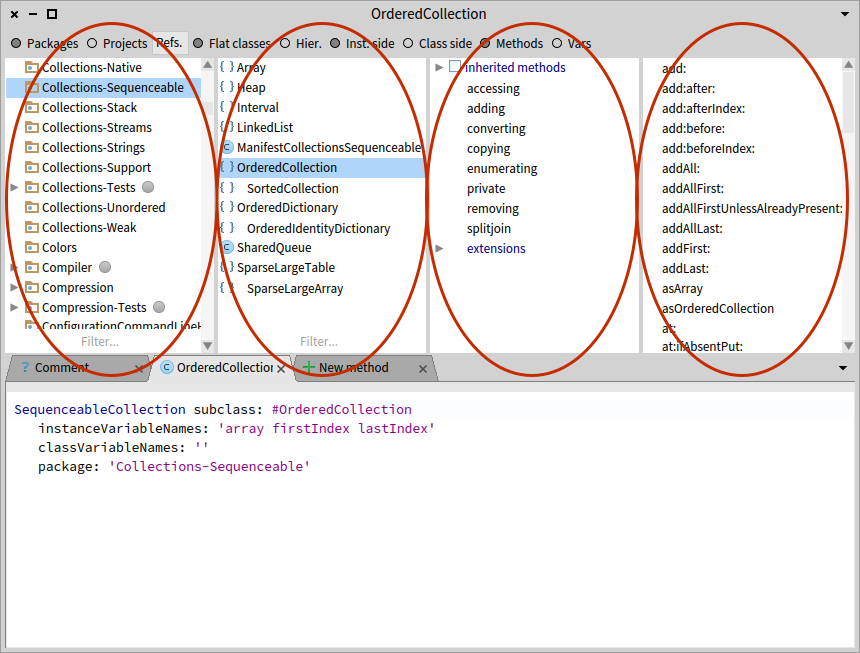 OrderedCollection
Packages Projects Refs. Flat classes Hier. Inst. side Class side Methods Vars
Collections-Native
Collections-Sequenceable
Collections-Stack
Collections-Streams
Collections-Strings
Collections-Support
Collections-Tests
Collections-Unordered
Collections-Weak
Colors
Compiler
Compression
Compression-Tests
ConfigurationCommandLineH
Filter...
{ } Array
{ } Heap
{ } Interval
{ } LinkedList
C ManifestCollectionsSequenceable
{ } OrderedCollection
{ } SortedCollection
{ } OrderedDictionary
{ } OrderedIdentityDictionary
C SharedQueue
{ } SparseLargeTable
{ } SparseLargeArray
Filter...
inherited methods
accessing
adding
converting
copying
enumerating
private
removing
splitjoin
extensions
add:
add:after:
add:afterIndex:
add:before:
add:beforeIndex:
addAll:
addAllFirst:
addAllFirstUnlessAlreadyPresent:
addAllLast:
addFirst:
addLast:
asArray
asOrderedCollection
at:
at:ifAbsentPut:
? Comment × C OrderedCollection × + New method ×
SequenceableCollection subclass: #OrderedCollection
instanceVariableNames: 'array firstIndex lastIndex'
classVariableNames: ''
package: 'Collections-Sequenceable'